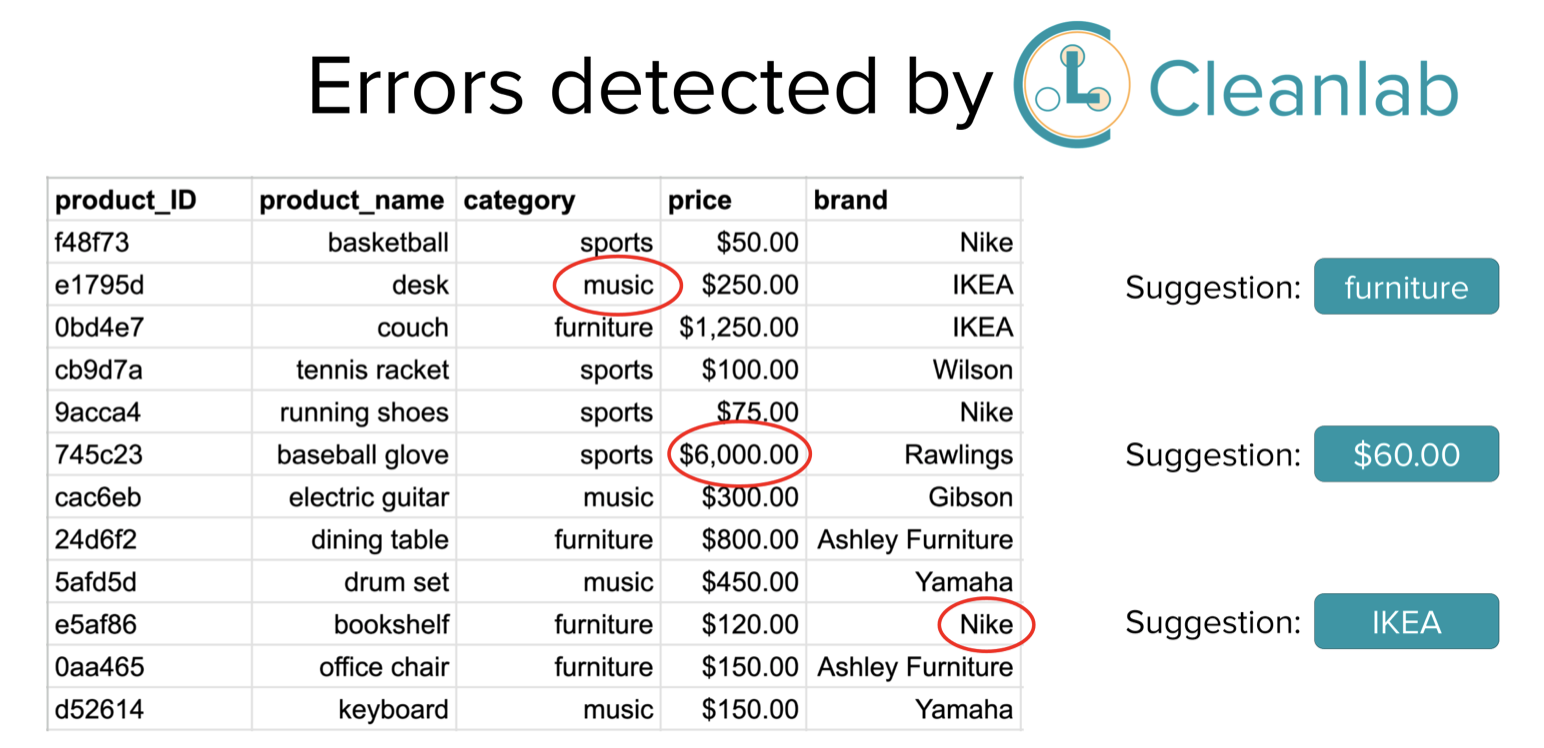 Errors detected by Cleanlab
product_ID product_name category price brand
f48f73 basketball sports $50.00 Nike
e1795d desk music $250.00 IKEA Suggestion: furniture
0bd4e7 couch furniture $1,250.00 IKEA
cb9d7a tennis racket sports $100.00 Wilson
9acca4 running shoes sports $75.00 Nike
745c23 baseball glove sports $6,000.00 Rawlings Suggestion: $60.00
cac6eb electric guitar music $300.00 Gibson
24d6f2 dining table furniture $800.00 Ashley Furniture
5afd5d drum set music $450.00 Yamaha
e5af86 bookshelf furniture $120.00 Nike Suggestion: IKEA
0aa465 office chair furniture $150.00 Ashley Furniture
d52614 keyboard music $150.00 Yamaha